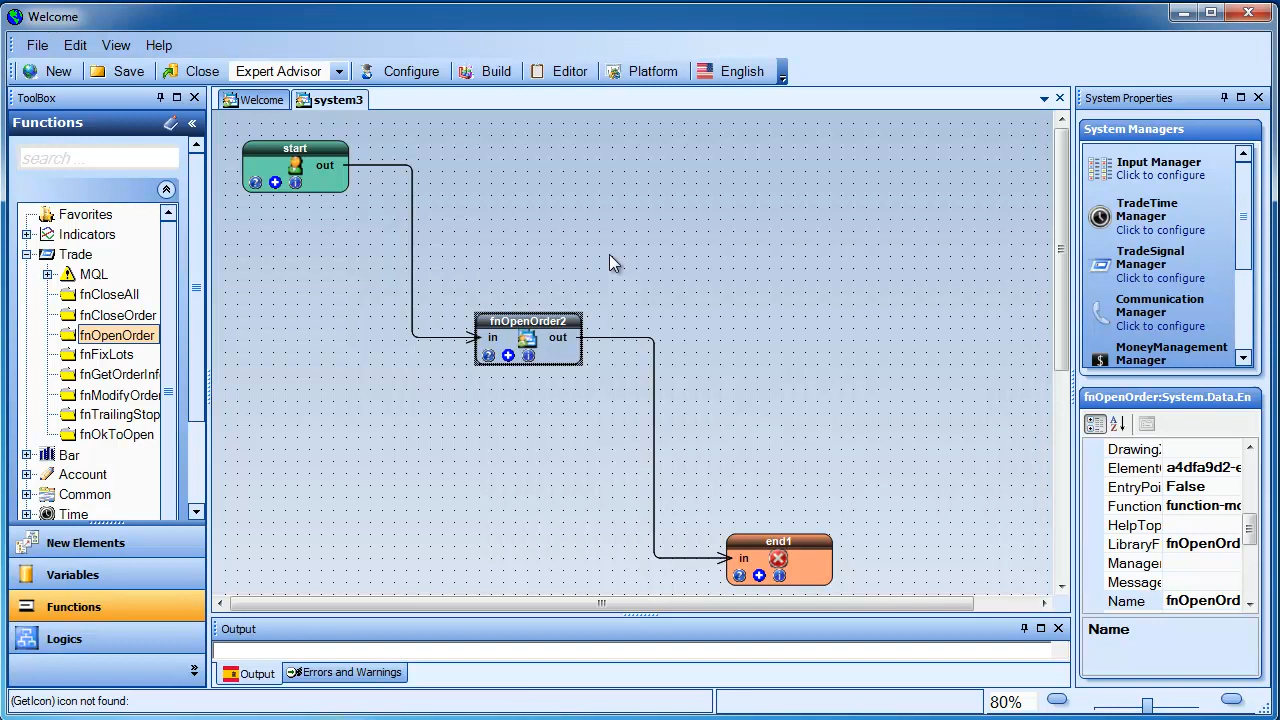 Welcome
File Edit View Help
New Save Close Expert Advisor Configure Build Editor Platform English
ToolBox
Functions
search ...
Favorites
Indicators
Trade
MQL
fnCloseAll
fnCloseOrder
fnOpenOrder
fnFixLots
fnGetOrderInf
fnModifyOrde
fnTrailingStop
fnOkToOpen
Bar
Account
Common
Time
New Elements
Variables
Functions
Logics
Welcome system3
start
out
fnOpenOrder2
in out
end1
in
Output
Output Errors and Warnings
System Properties
System Managers
Input Manager
Click to configure
TradeTime
Manager
Click to configure
TradeSignal
Manager
Click to configure
Communication
Manager
Click to configure
MoneyManagement
Manager
fnOpenOrder:System.Data.En
Drawing
Element a4dfa9d2-e
EntryPoi False
Function function-mo
HelpTop
LibraryF fnOpenOrd
Manager
Message
Name fnOpenOrd
Name
(GetIcon) icon not found:
80%